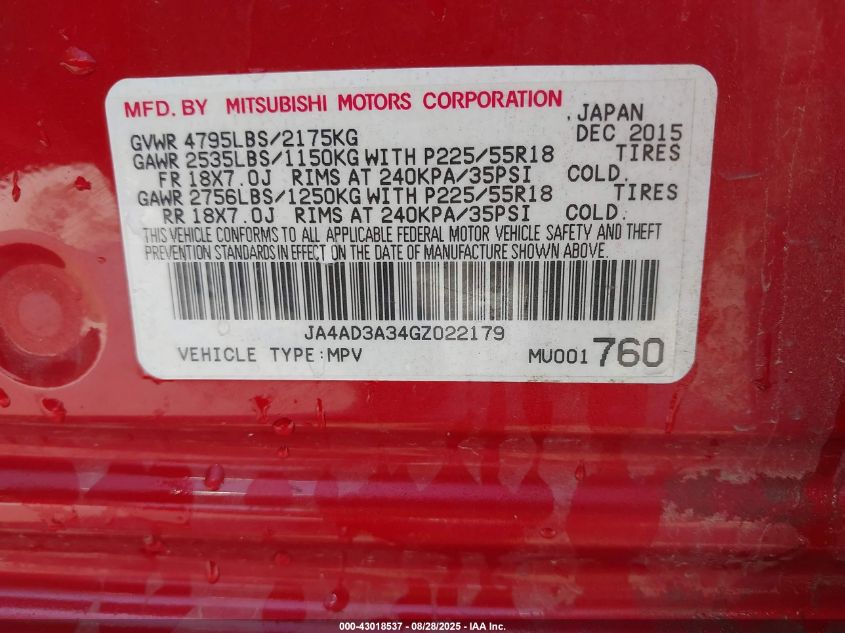 MFD. BY MITSUBISHI MOTORS CORPORATION
JAPAN
GVWR 4795LBS/2175KG DEC 2015
GAWR 2535LBS/1150KG WITH P225/55R18 TIRES
FR 18X7.0J RIMS AT 240KPA/35PSI COLD.
GAWR 2756LBS/1250KG WITH P225/55R18 TIRES
RR 18X7.0J RIMS AT 240KPA/35PSI COLD.
THIS VEHICLE CONFORMS TO ALL APPLICABLE FEDERAL MOTOR VEHICLE SAFETY AND THEFT
PREVENTION STANDARDS IN EFFECT ON THE DATE OF MANUFACTURE SHOWN ABOVE.
JA4AD3A34GZ022179
VEHICLE TYPE:MPV MU001760
000-43018537 - 08/28/2025 - IAA Inc.